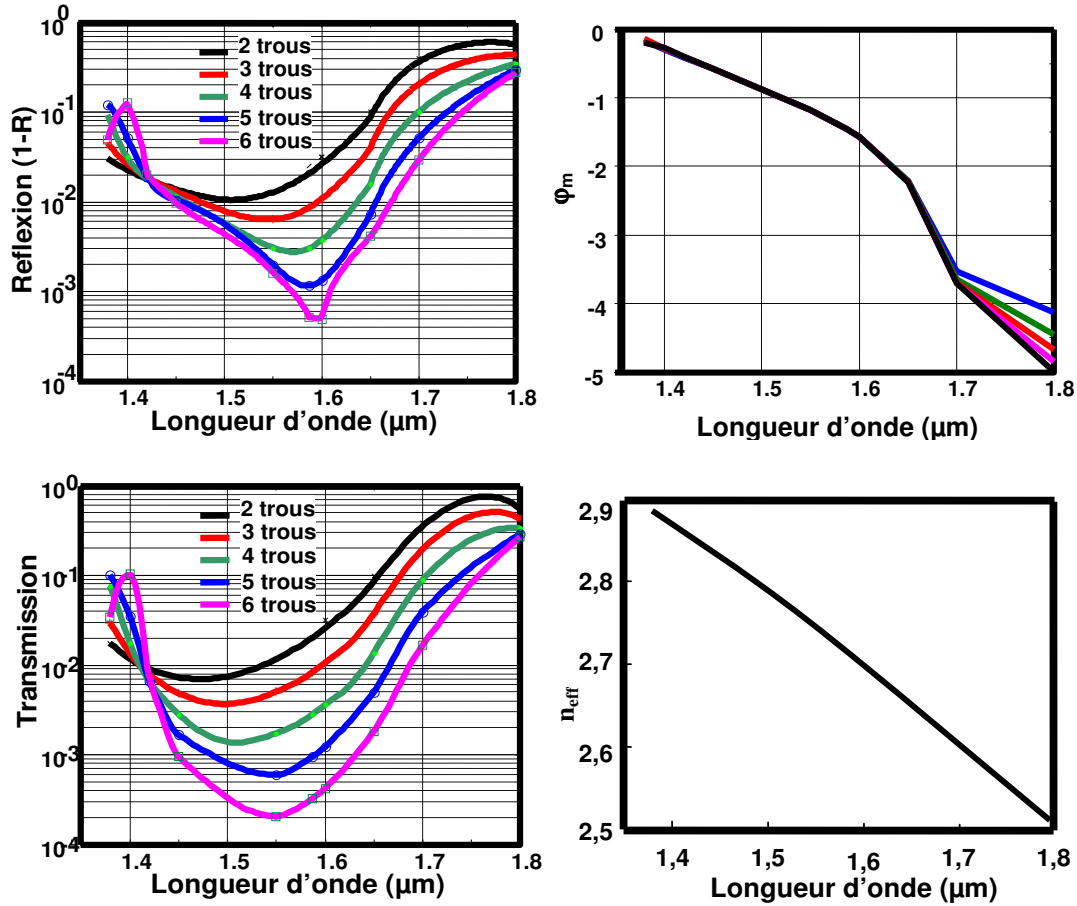 10^0
10^-1
10^-2
10^-3
10^-4
Reflexion (1-R)
2 trous
3 trous
4 trous
5 trous
6 trous
1.4 1.5 1.6 1.7 1.8
Longueur d'onde (µm)
0
-1
-2
-3
-4
-5
φm
1.4 1.5 1.6 1.7 1.8
Longueur d'onde (µm)
10^0
10^-1
10^-2
10^-3
10^-4
Transmission
2 trous
3 trous
4 trous
5 trous
6 trous
1.4 1.5 1.6 1.7 1.8
Longueur d'onde (µm)
2,9
2,8
2,7
2,6
2,5
neff
1,4 1,5 1,6 1,7 1,8
Longueur d'onde (µm)